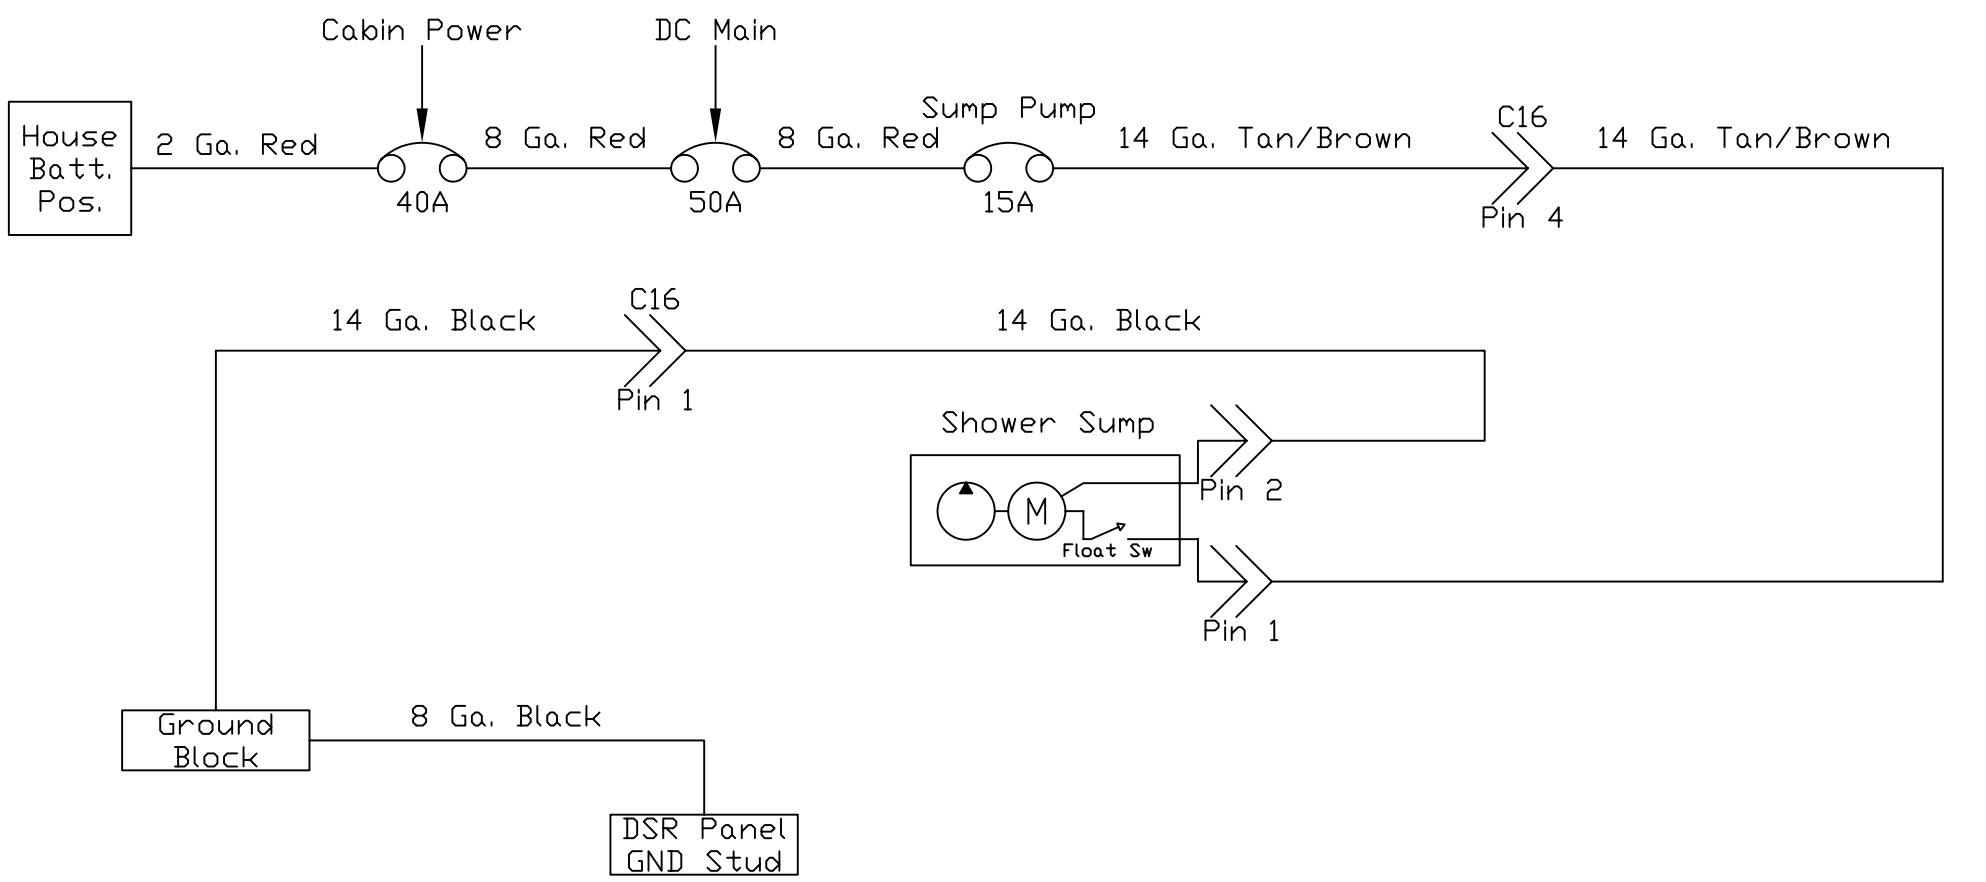 Cabin Power
DC Main
House
Batt.
Pos.
2 Ga. Red
40A
8 Ga. Red
50A
8 Ga. Red
Sump Pump
15A
14 Ga. Tan/Brown
C16
Pin 4
14 Ga. Tan/Brown
14 Ga. Black
C16
Pin 1
14 Ga. Black
Shower Sump
M
Float Sw
Pin 2
Pin 1
Ground
Block
8 Ga. Black
DSR Panel
GND Stud